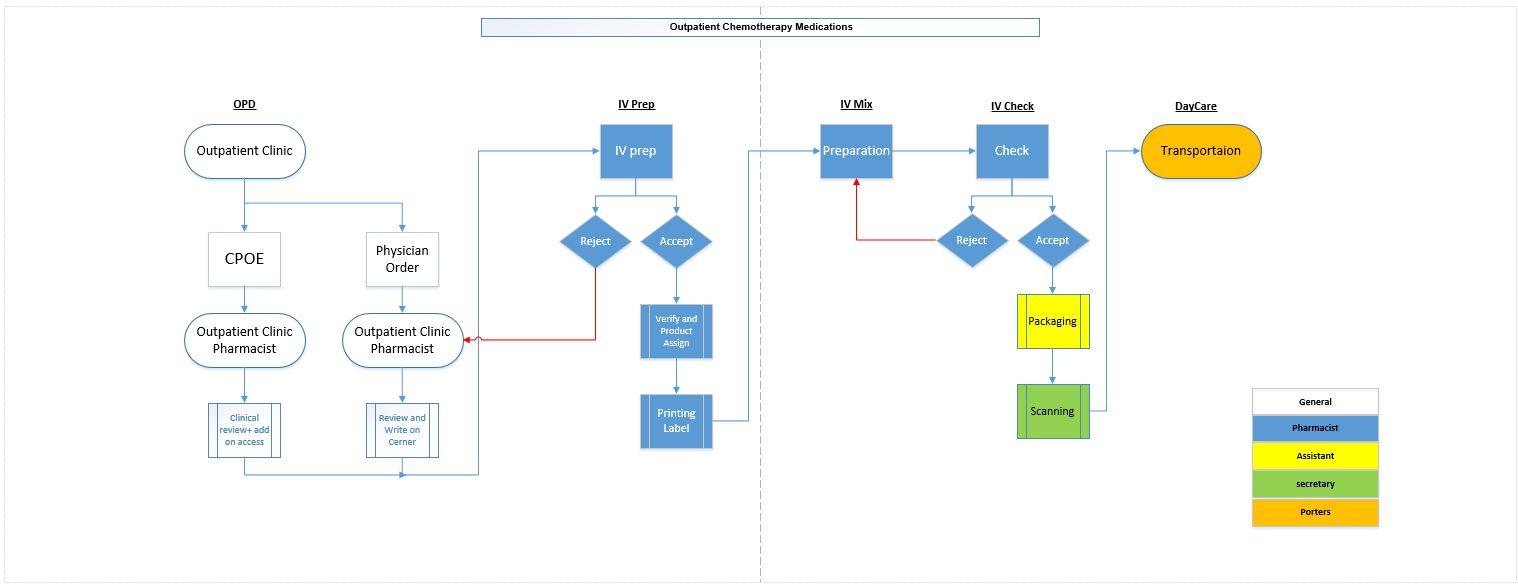 Outpatient Chemotherapy Medications
OPD
Outpatient Clinic
CPOE
Physician
Order
Outpatient Clinic
Pharmacist
Outpatient Clinic
Pharmacist
Clinical
review+ add
on access
Review and
Write on
Cerner
IV Prep
IV prep
Reject
Accept
Verify and
Product
Assign
Printing
Label
IV Mix
Preparation
IV Check
Check
Reject
Accept
Packaging
Scanning
DayCare
Transportaion
General
Pharmacist
Assistant
secretary
Porters